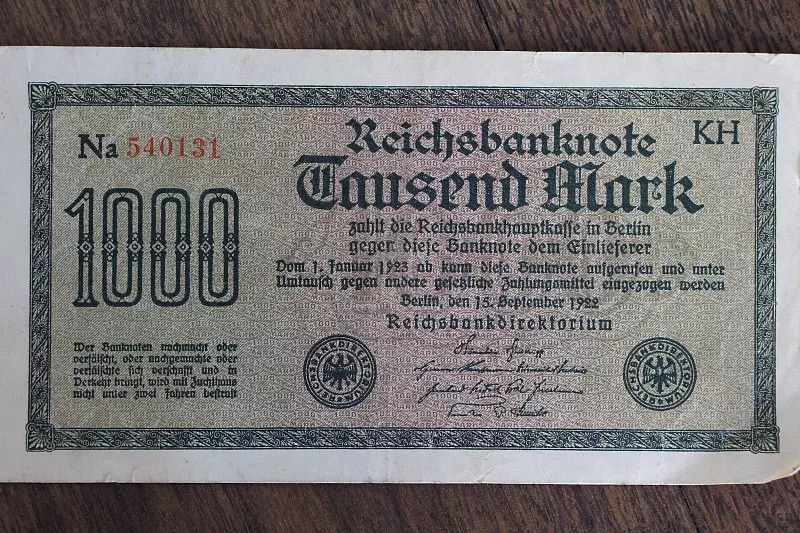 Na 540131
KH
Reichsbanknote
Tausend Mark
1000
zahlt die Reichsbankhauptkasse in Berlin
gegen diese Banknote dem Einlieferer
Vom 1. Januar 1923 ab kann diese Banknote aufgerufen und unter
Umtausch gegen andere gesetzliche Zahlungsmittel eingezogen werden
Berlin, den 15. September 1922
Reichsbankdirektorium
Wer Banknoten nachmacht oder
verfälscht, oder nachgemachte oder
verfälschte sich verschafft und in
Verkehr bringt, wird mit Zuchthaus
nicht unter zwei Jahren bestraft
REICHSBANKDIREKTORIUM
REICHSBANKDIREKTORIUM